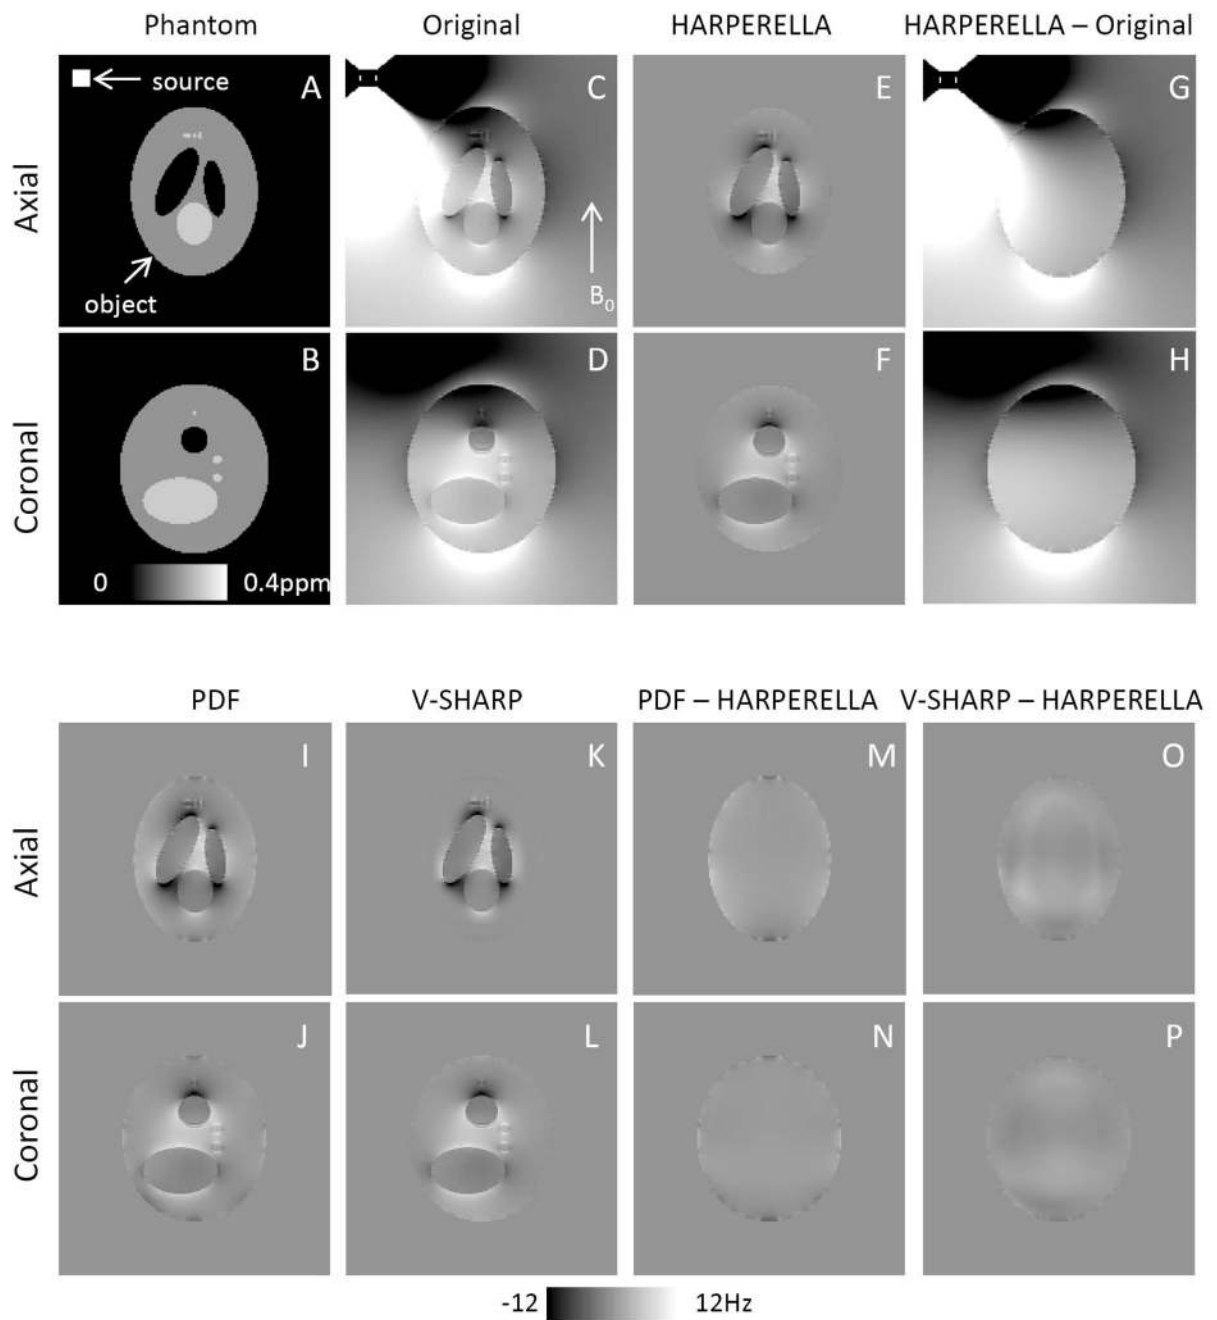 Phantom Original HARPERELLA HARPERELLA – Original
Axial
source A C E G
object
B₀
Coronal
B D F H
0 0.4ppm
PDF V-SHARP PDF – HARPERELLA V-SHARP – HARPERELLA
Axial
I K M O
Coronal
J L N P
-12 12Hz